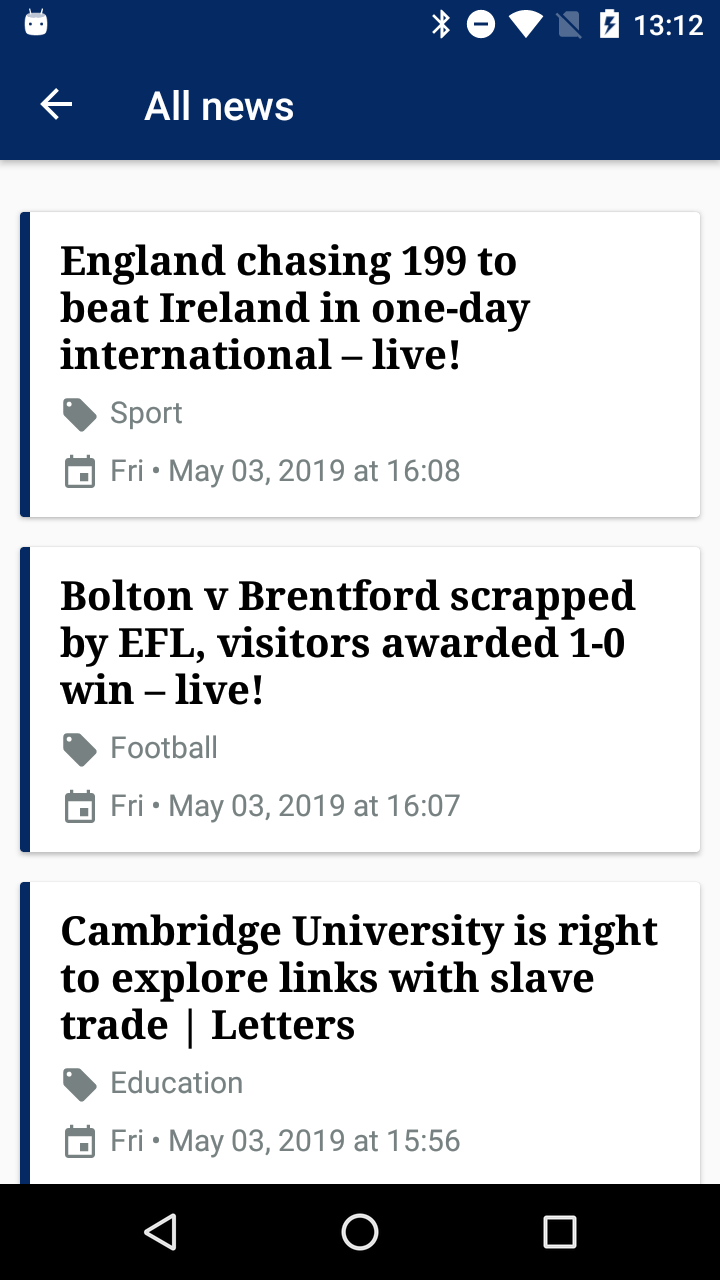 13:12
All news
England chasing 199 to
beat Ireland in one-day
international – live!
Sport
Fri • May 03, 2019 at 16:08
Bolton v Brentford scrapped
by EFL, visitors awarded 1-0
win – live!
Football
Fri • May 03, 2019 at 16:07
Cambridge University is right
to explore links with slave
trade | Letters
Education
Fri • May 03, 2019 at 15:56